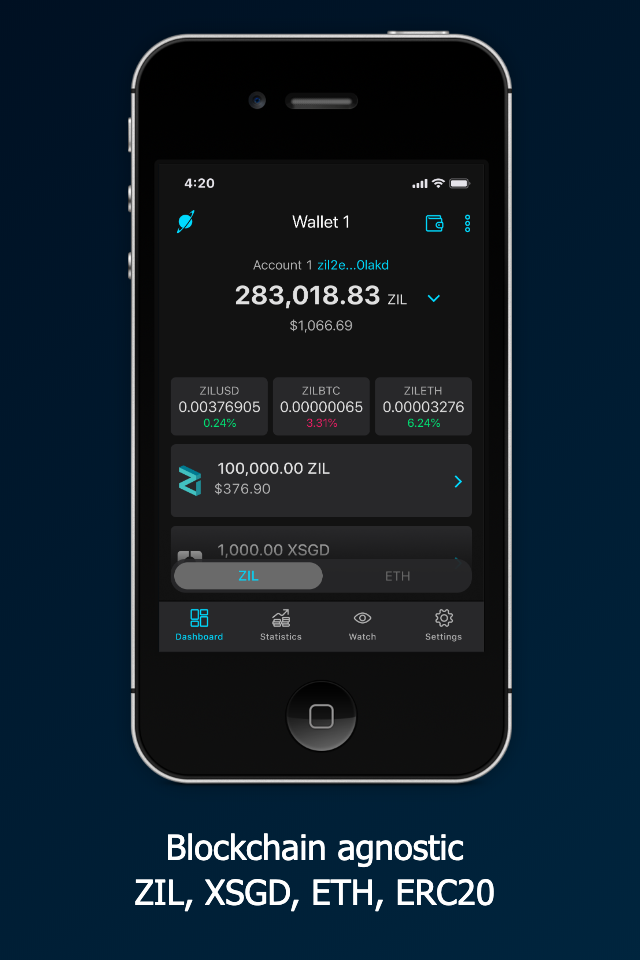 4:20
Wallet 1
Account 1 zil2e...0lakd
283,018.83 ZIL
$1,066.69
ZILUSD
0.00376905
0.24%
ZILBTC
0.00000065
3.31%
ZILETH
0.00003276
6.24%
100,000.00 ZIL
$376.90
1,000.00 XSGD
ZIL
ETH
Dashboard
Statistics
Watch
Settings
Blockchain agnostic
ZIL, XSGD, ETH, ERC20